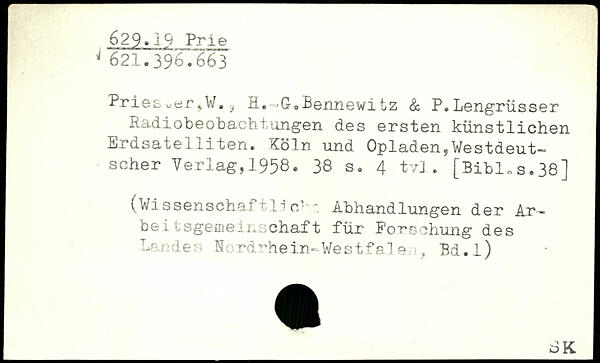 629.19 Prie
621.396.663
Priester,W., H.-G.Bennewitz & P.Lengrüsser
Radiobeobachtungen des ersten künstlichen
Erdsatelliten. Köln und Opladen,Westdeut-
scher Verlag,1958. 38 s. 4 tvl. [Bibl.s.38]
(Wissenschaftliche Abhandlungen der Ar-
beitsgemeinschaft für Forschung des
Landes Nordrhein-Westfalen, Bd.1)
SK